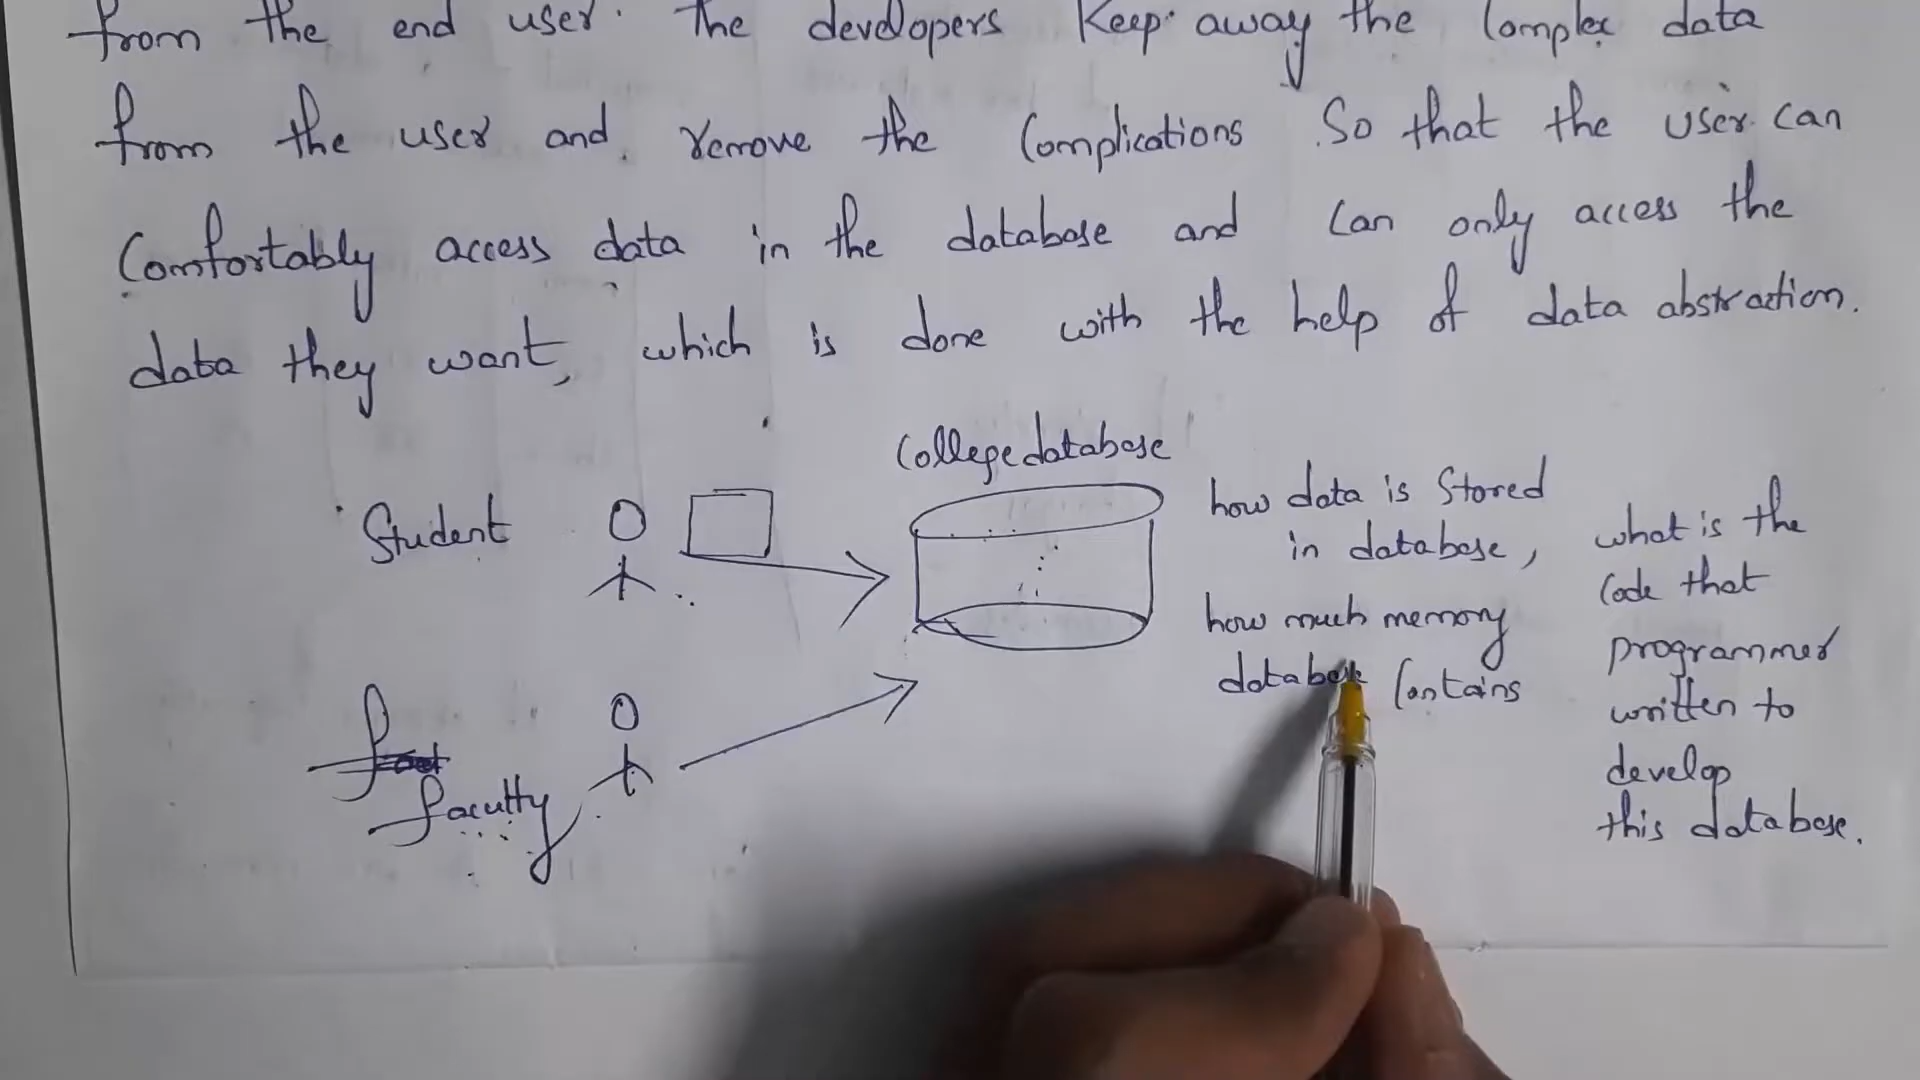 from the end user. The developers Keep away the Complex data
from the user and remove the Complications So that the user can
Comfortably access data in the database and can only access the
data they want, which is done with the help of data abstraction.
College database
Student
how data is Stored
in database,
how much memory
database Contains
what is the
Code that
programmer
written to
develop
this database.
faculty